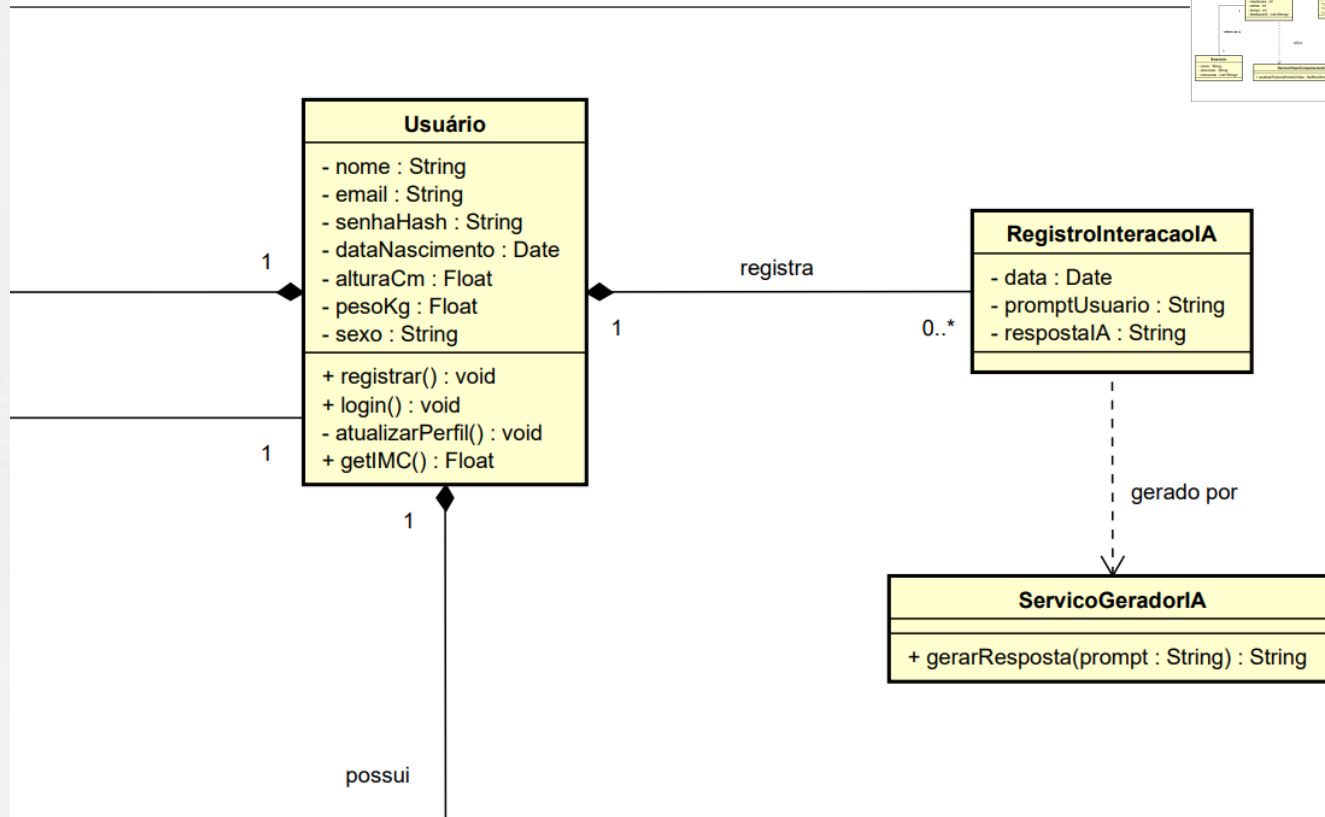 Usuário
- nome : String
- email : String
- senhaHash : String
- dataNascimento : Date
- alturaCm : Float
- pesoKg : Float
- sexo : String
+ registrar() : void
+ login() : void
- atualizarPerfil() : void
+ getIMC() : Float
1
1
1
registra
1
0..*
RegistroInteracaoIA
- data : Date
- promptUsuario : String
- respostaIA : String
gerado por
ServicoGeradorIA
+ gerarResposta(prompt : String) : String
possui